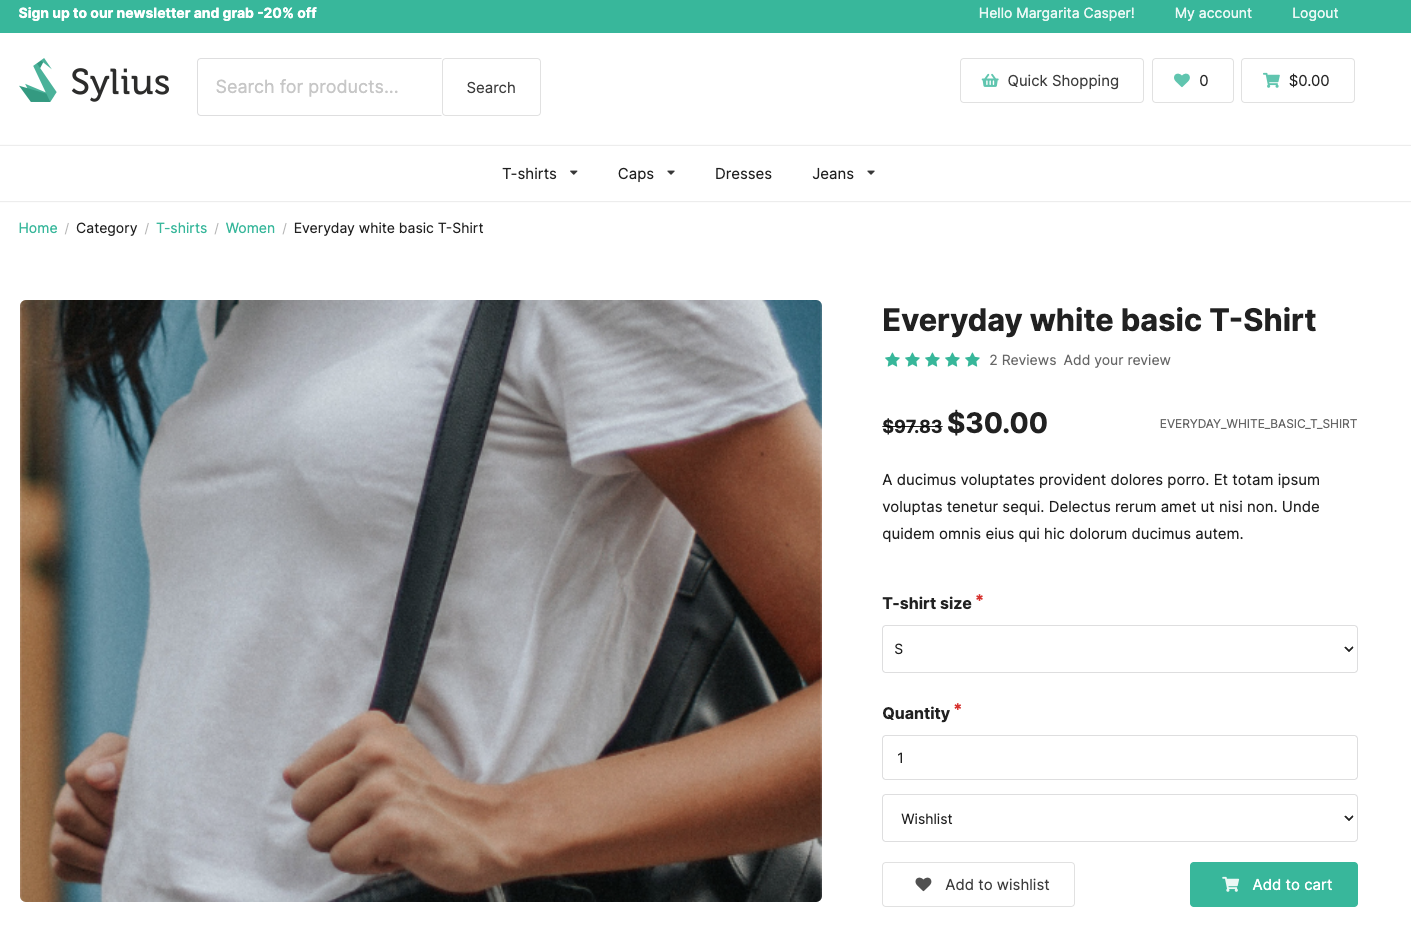 Sign up to our newsletter and grab -20% off
Hello Margarita Casper!
My account
Logout
Sylius
Search for products...
Search
Quick Shopping
0
$0.00
T-shirts
Caps
Dresses
Jeans
Home / Category / T-shirts / Women / Everyday white basic T-Shirt
Everyday white basic T-Shirt
2 Reviews Add your review
$97.83 $30.00
EVERYDAY_WHITE_BASIC_T_SHIRT
A ducimus voluptates provident dolores porro. Et totam ipsum
voluptas tenetur sequi. Delectus rerum amet ut nisi non. Unde
quidem omnis eius qui hic dolorum ducimus autem.
T-shirt size *
S
Quantity *
1
Wishlist
Add to wishlist
Add to cart